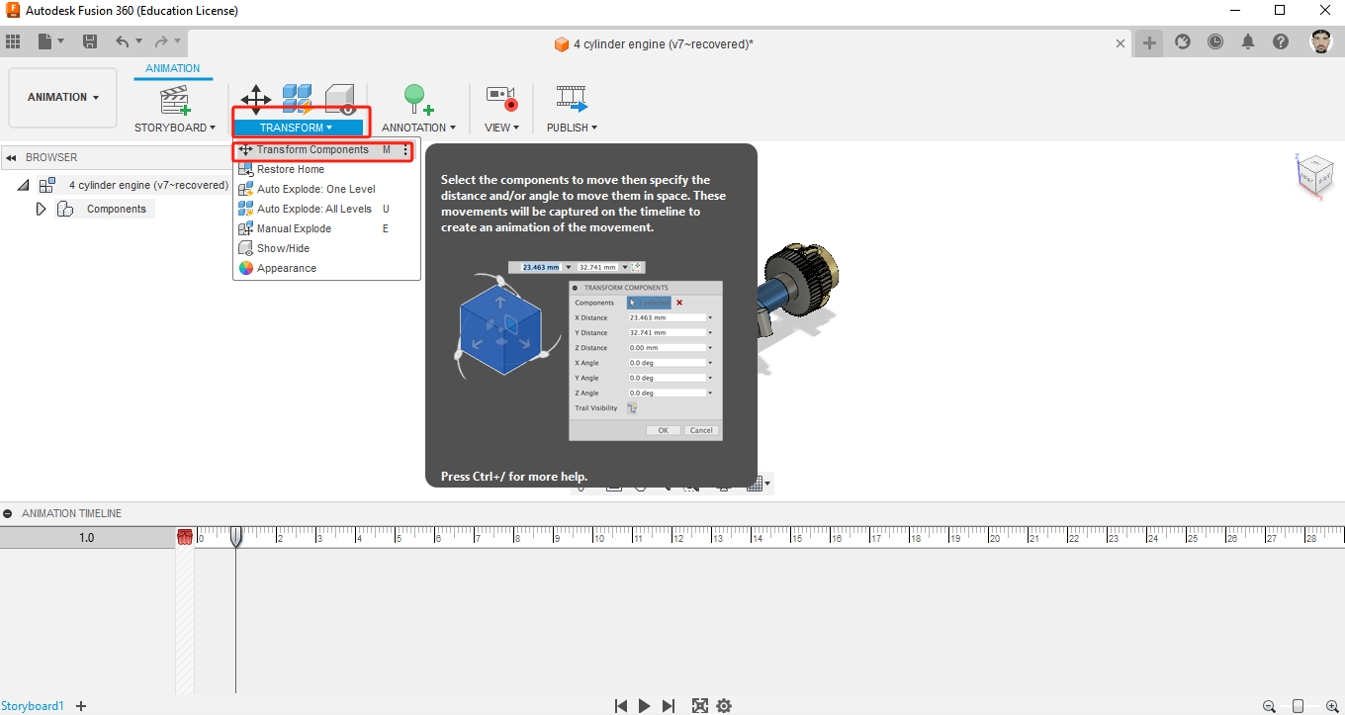 Autodesk Fusion 360 (Education License)
4 cylinder engine (v7~recovered)*
ANIMATION
ANIMATION
STORYBOARD
TRANSFORM
ANNOTATION
VIEW
PUBLISH
BROWSER
4 cylinder engine (v7~recovered)
Components
Transform Components M
Restore Home
Auto Explode: One Level
Auto Explode: All Levels U
Manual Explode E
Show/Hide
Appearance
Select the components to move then specify the
distance and/or angle to move them in space. These
movements will be captured on the timeline to
create an animation of the movement.
23.463 mm 32.741 mm
TRANSFORM COMPONENTS
Components
X Distance 23.463 mm
Y Distance 32.741 mm
Z Distance 0.00 mm
X Angle 0.0 deg
Y Angle 0.0 deg
Z Angle 0.0 deg
Trail Visibility
OK Cancel
Press Ctrl+/ for more help.
ANIMATION TIMELINE
1.0 0 2 3 4 5 6 7 8 9 10 11 12 13 14 15 16 17 18 19 20 21 22 23 24 25 26 27 28
Storyboard1 +